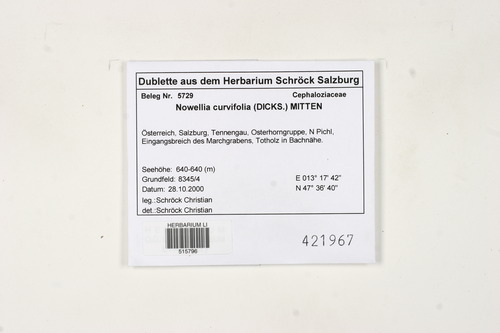 Dublette aus dem Herbarium Schröck Salzburg
Beleg Nr. 5729 Cephaloziaceae
Nowellia curvifolia (DICKS.) MITTEN
Österreich, Salzburg, Tennengau, Osterhorngruppe, N Pichl,
Eingangsbreich des Marchgrabens, Totholz in Bachnähe.
Seehöhe: 640-640 (m)
Grundfeld: 8345/4 E 013° 17' 42"
Datum: 28.10.2000 N 47° 36' 40"
leg.:Schröck Christian
det.:Schröck Christian
HERBARIUM LI
515796
421967